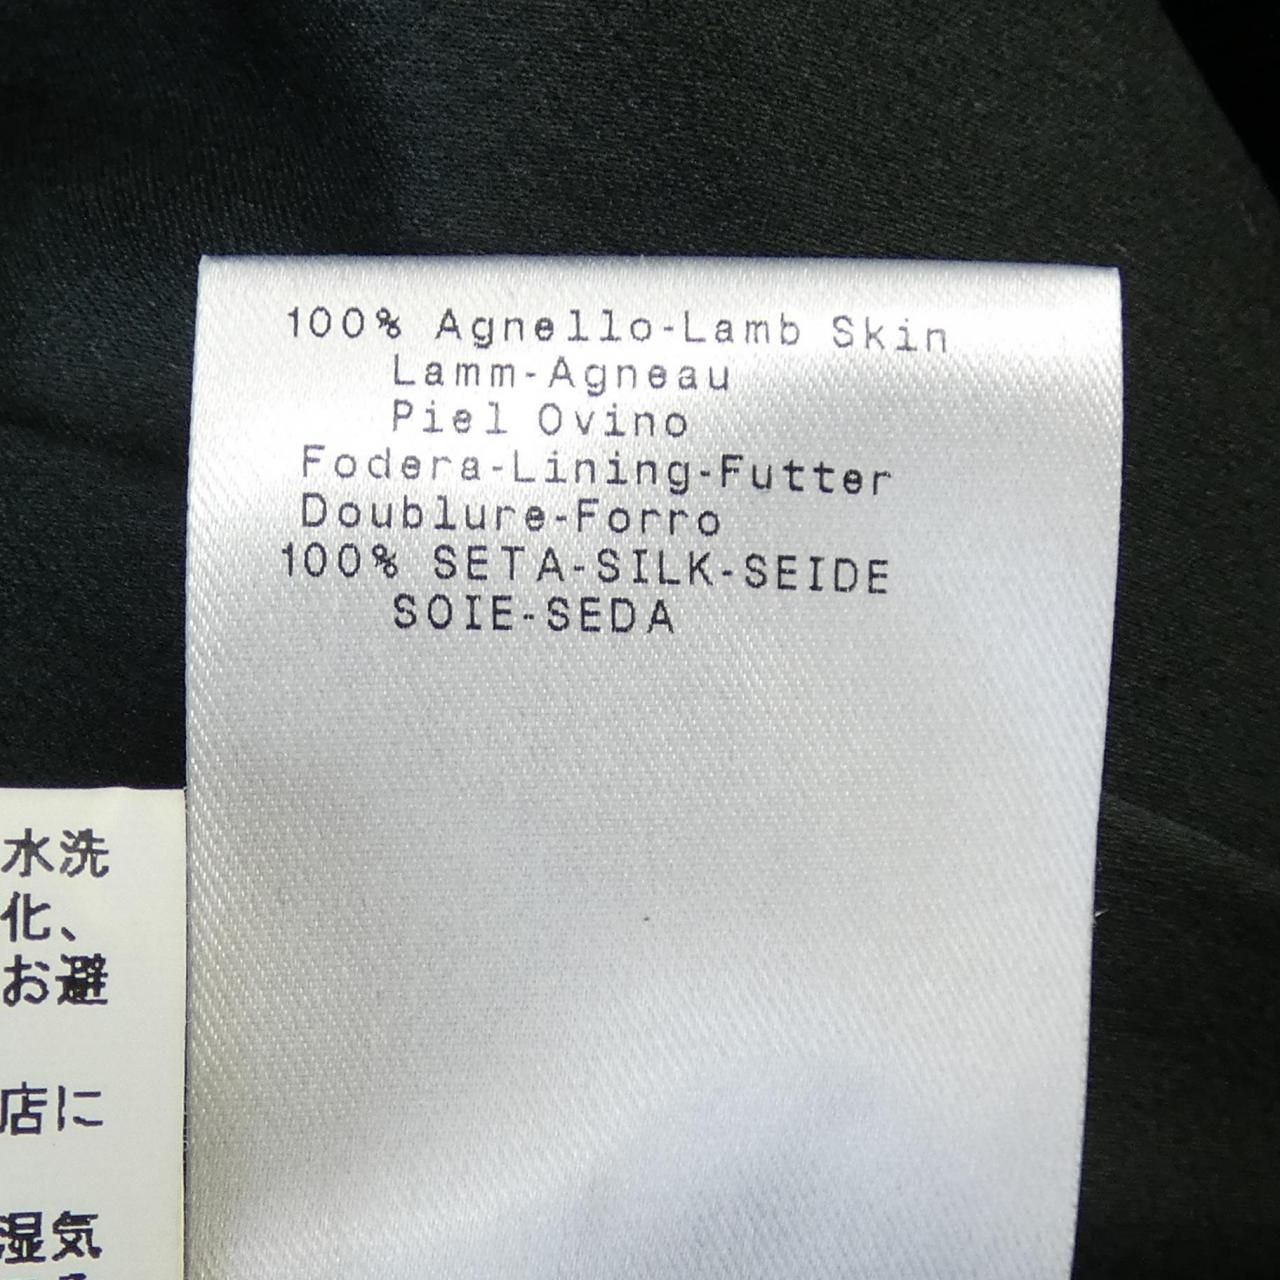 100% Agnello-Lamb Skin
Lamm-Agneau
Piel Ovino
Fodera-Lining-Futter
Doublure-Forro
100% SETA-SILK-SEIDE
SOIE-SEDA
水洗
化、
お避
店に
湿気